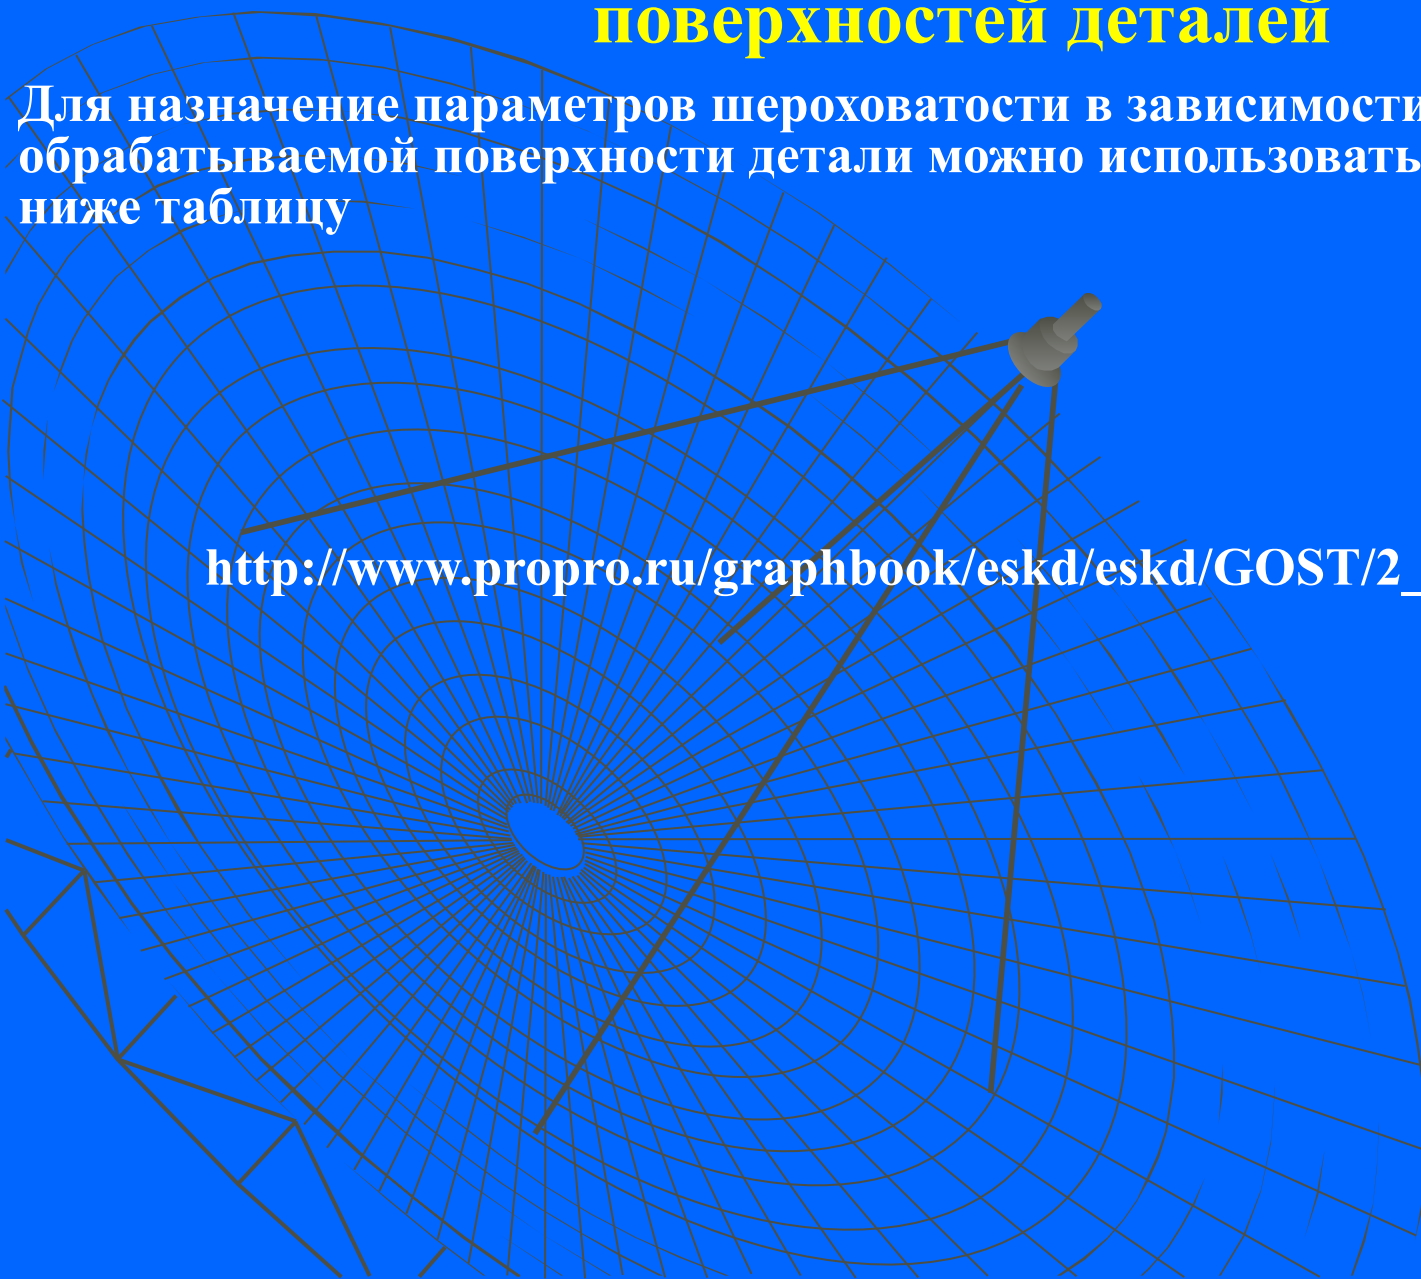 поверхностей деталей
Для назначение параметров шероховатости в зависимости
обрабатываемой поверхности детали можно использовать
ниже таблицу
http://www.propro.ru/graphbook/eskd/eskd/GOST/2_